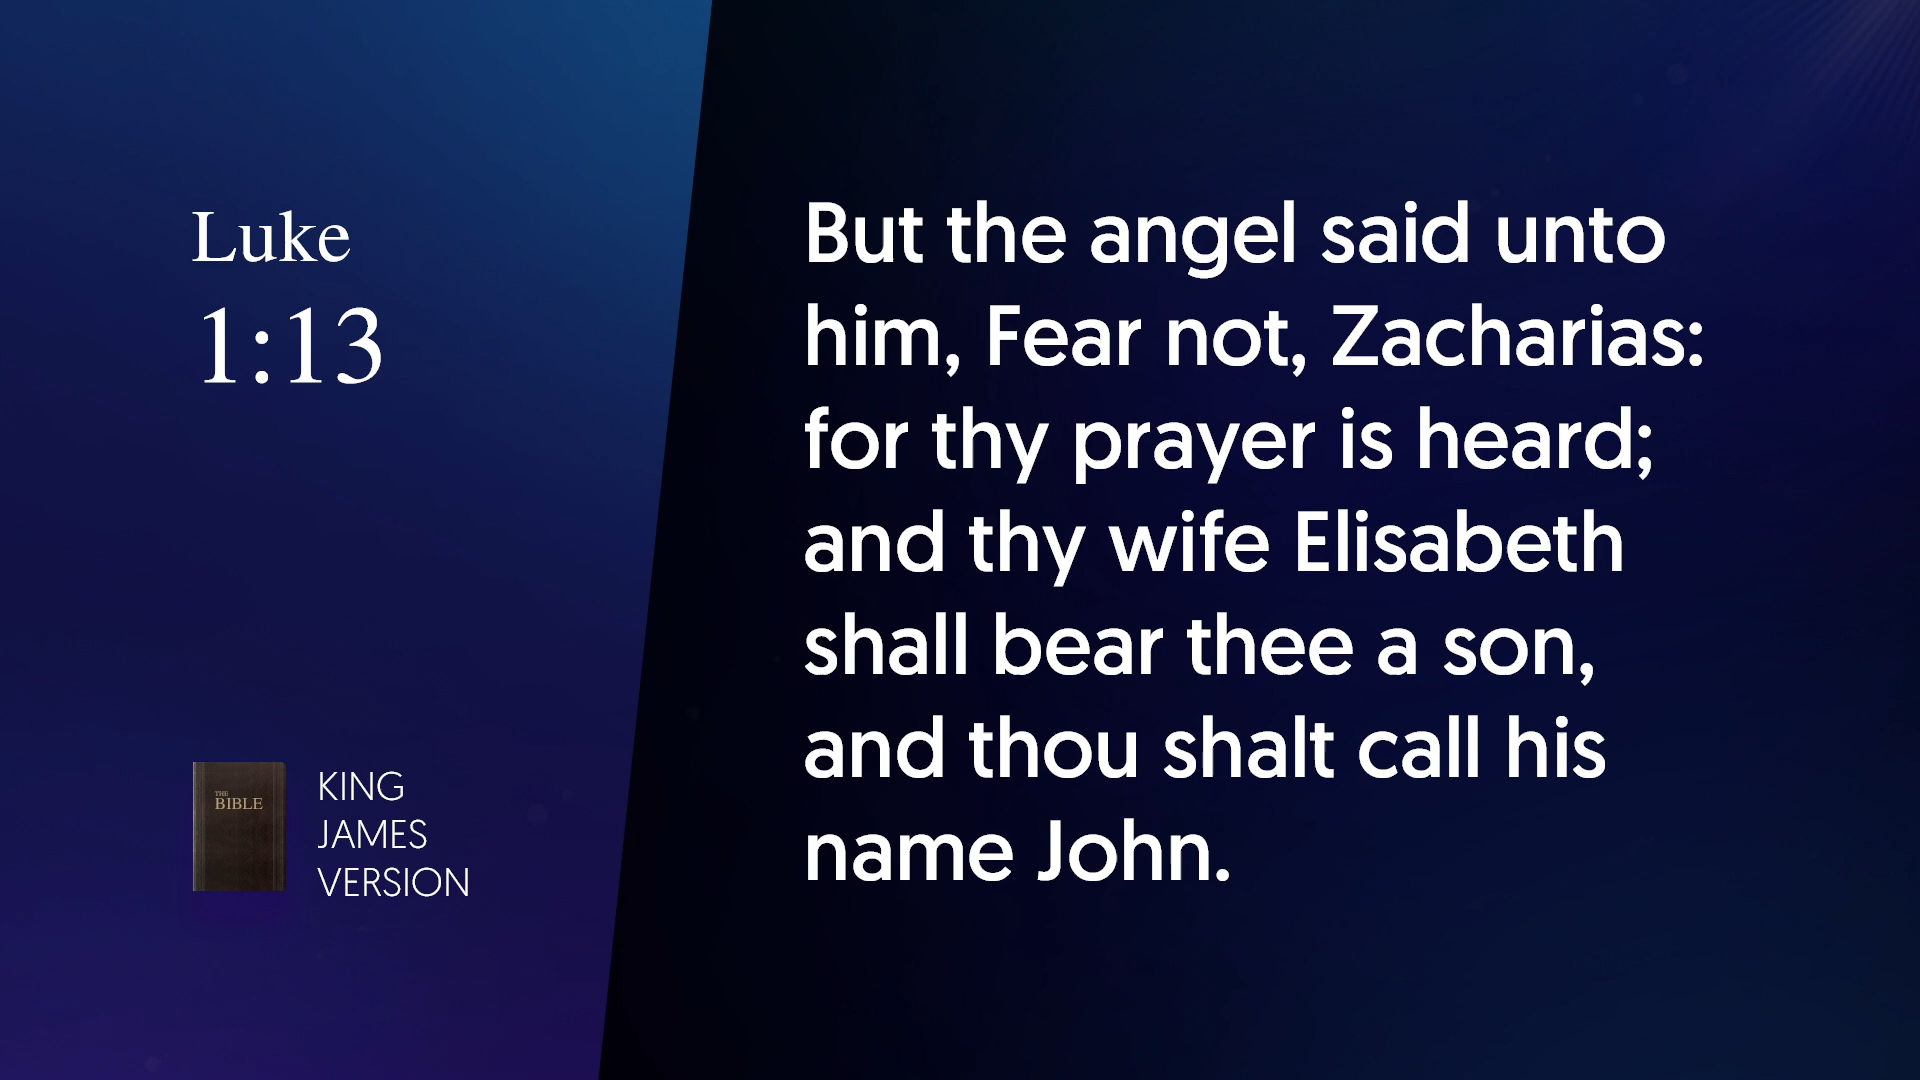 Luke
1:13
But the angel said unto
him, Fear not, Zacharias:
for thy prayer is heard;
and thy wife Elisabeth
shall bear thee a son,
and thou shalt call his
name John.
THE
BIBLE
KING
JAMES
VERSION